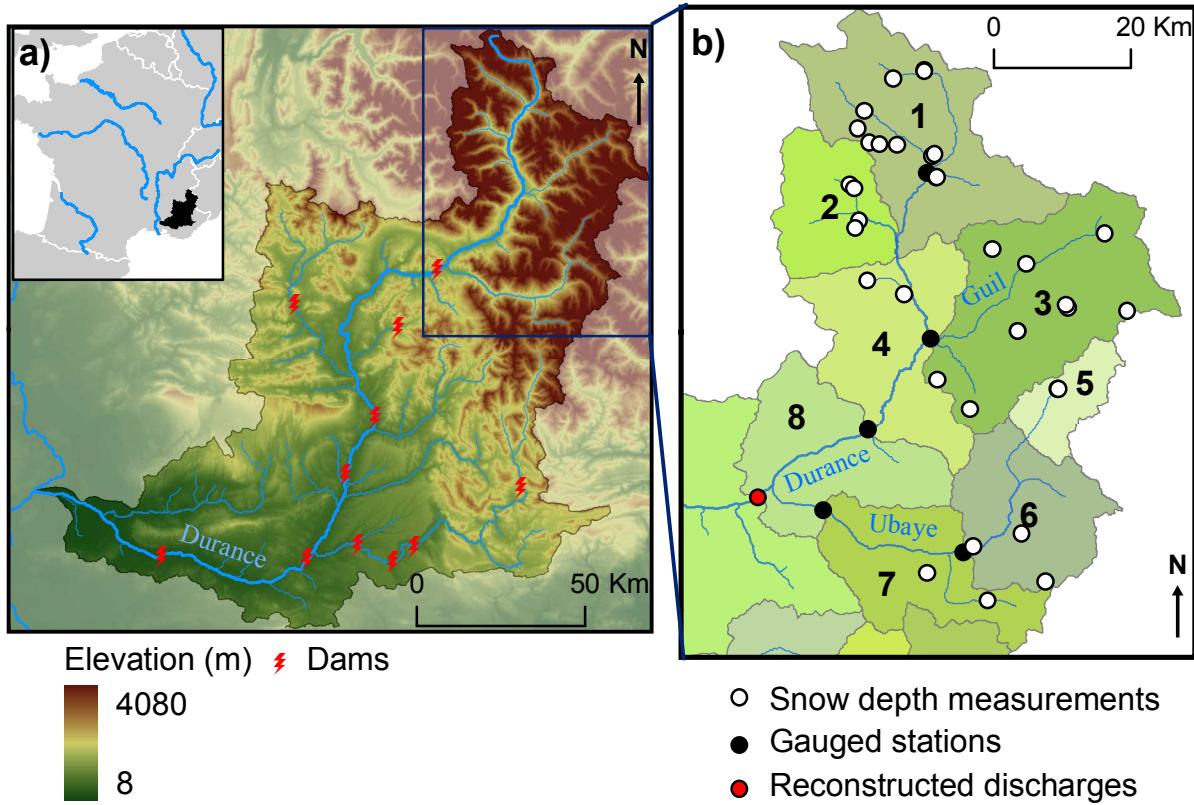 a)
N
Durance
0 50 Km
Elevation (m) Dams
4080
8
b)
0 20 Km
1
2
Guil
3
4
5
8
Durance
Ubaye
6
7
N
Snow depth measurements
Gauged stations
Reconstructed discharges